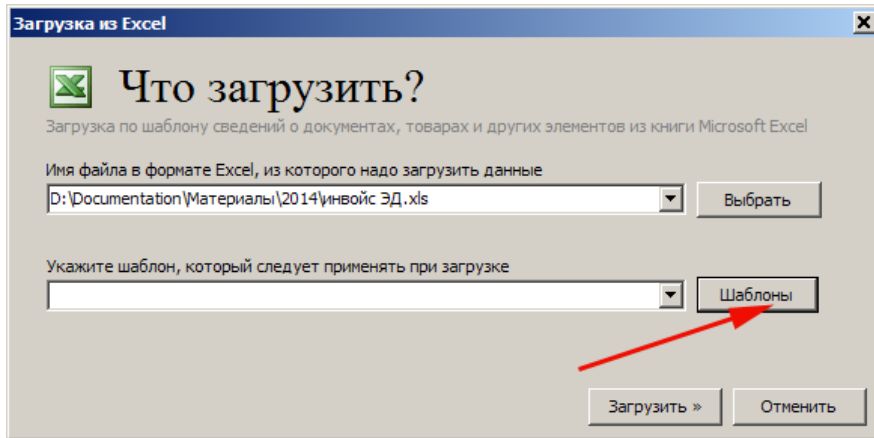 Загрузка из Excel
Что загрузить?
Загрузка по шаблону сведений о документах, товарах и других элементов из книги Microsoft Excel
Имя файла в формате Excel, из которого надо загрузить данные
D:\Documentation\Материалы\2014\инвойс ЭД.xls
Выбрать
Укажите шаблон, который следует применять при загрузке
Шаблоны
Загрузить »
Отменить